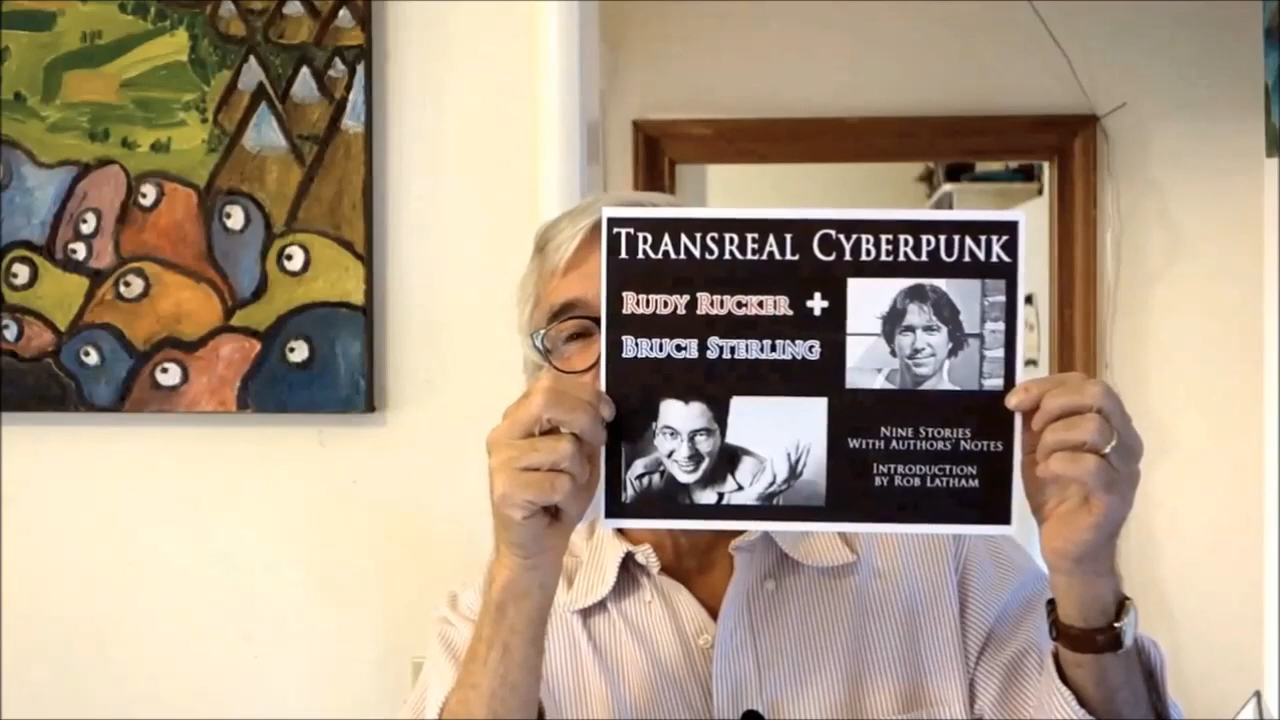 TRANSREAL CYBERPUNK
RUDY RUCKER +
BRUCE STERLING
NINE STORIES
WITH AUTHORS' NOTES
INTRODUCTION
BY ROB LATHAM